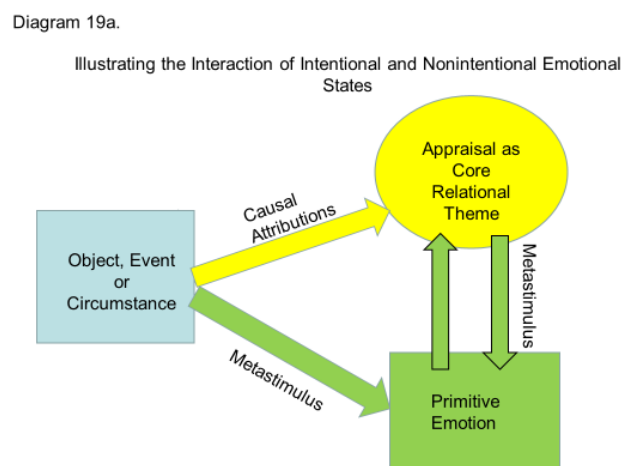 Diagram 19a.
Illustrating the Interaction of Intentional and Nonintentional Emotional
States
Appraisal as
Core
Relational
Theme
Causal
Attributions
Object, Event
or
Circumstance
Metastimulus
Metastimulus
Primitive
Emotion